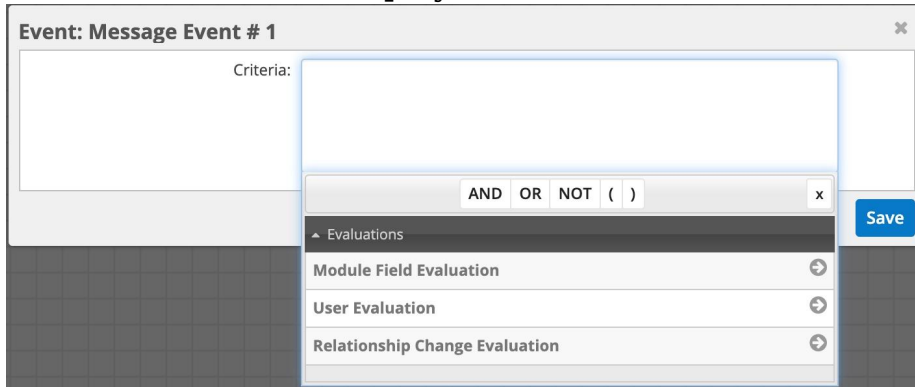 Event: Message Event # 1
Criteria:
AND OR NOT ( ) x
Save
Evaluations
Module Field Evaluation
User Evaluation
Relationship Change Evaluation